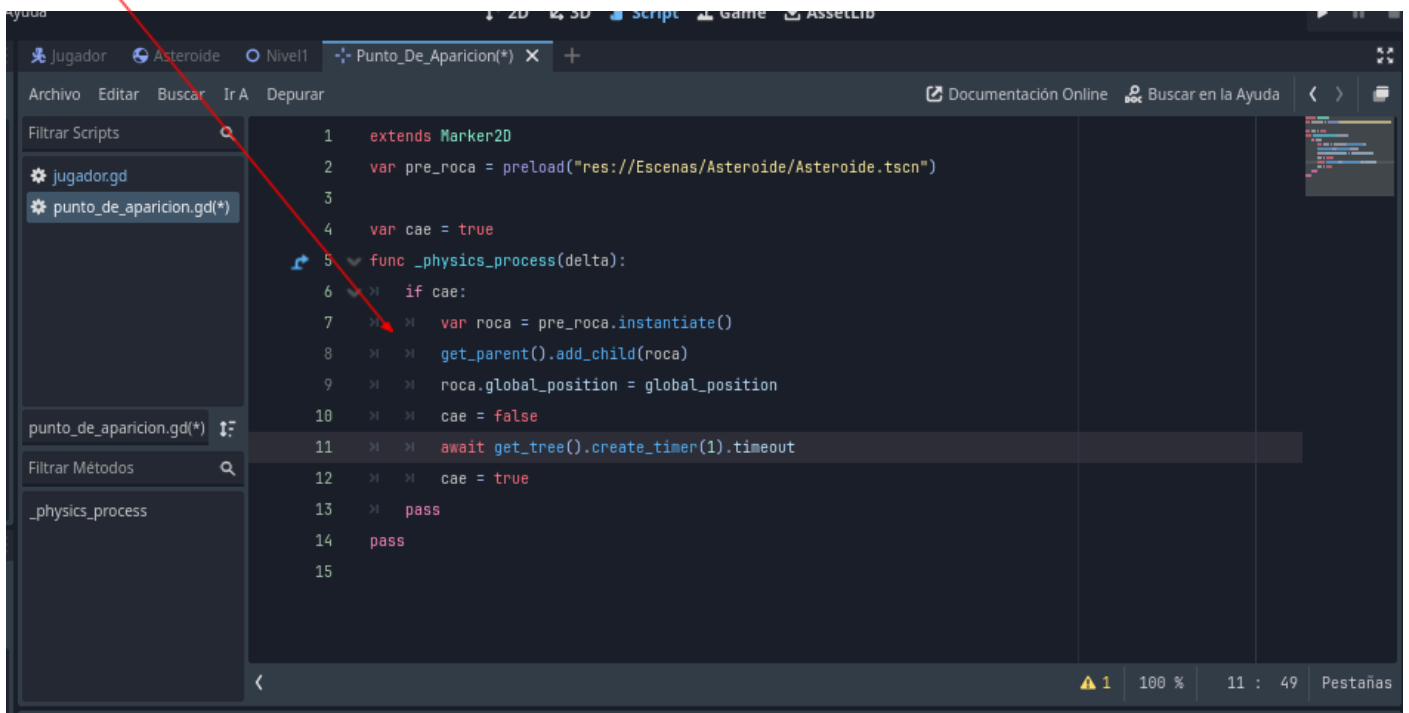 Ayuda
2D 3D Script Game AssetLib
Jugador Asteroide Nivel1 Punto_De_Aparicion(*)
Archivo Editar Buscar Ir A Depurar Documentación Online Buscar en la Ayuda
Filtrar Scripts
jugador.gd
punto_de_aparicion.gd(*)
punto_de_aparicion.gd(*)
Filtrar Métodos
_physics_process
1 extends Marker2D
2 var pre_roca = preload("res://Escenas/Asteroide/Asteroide.tscn")
3
4 var cae = true
5 func _physics_process(delta):
6 if cae:
7 var roca = pre_roca.instantiate()
8 get_parent().add_child(roca)
9 roca.global_position = global_position
10 cae = false
11 await get_tree().create_timer(1).timeout
12 cae = true
13 pass
14 pass
15
1 100 % 11 : 49 Pestañas